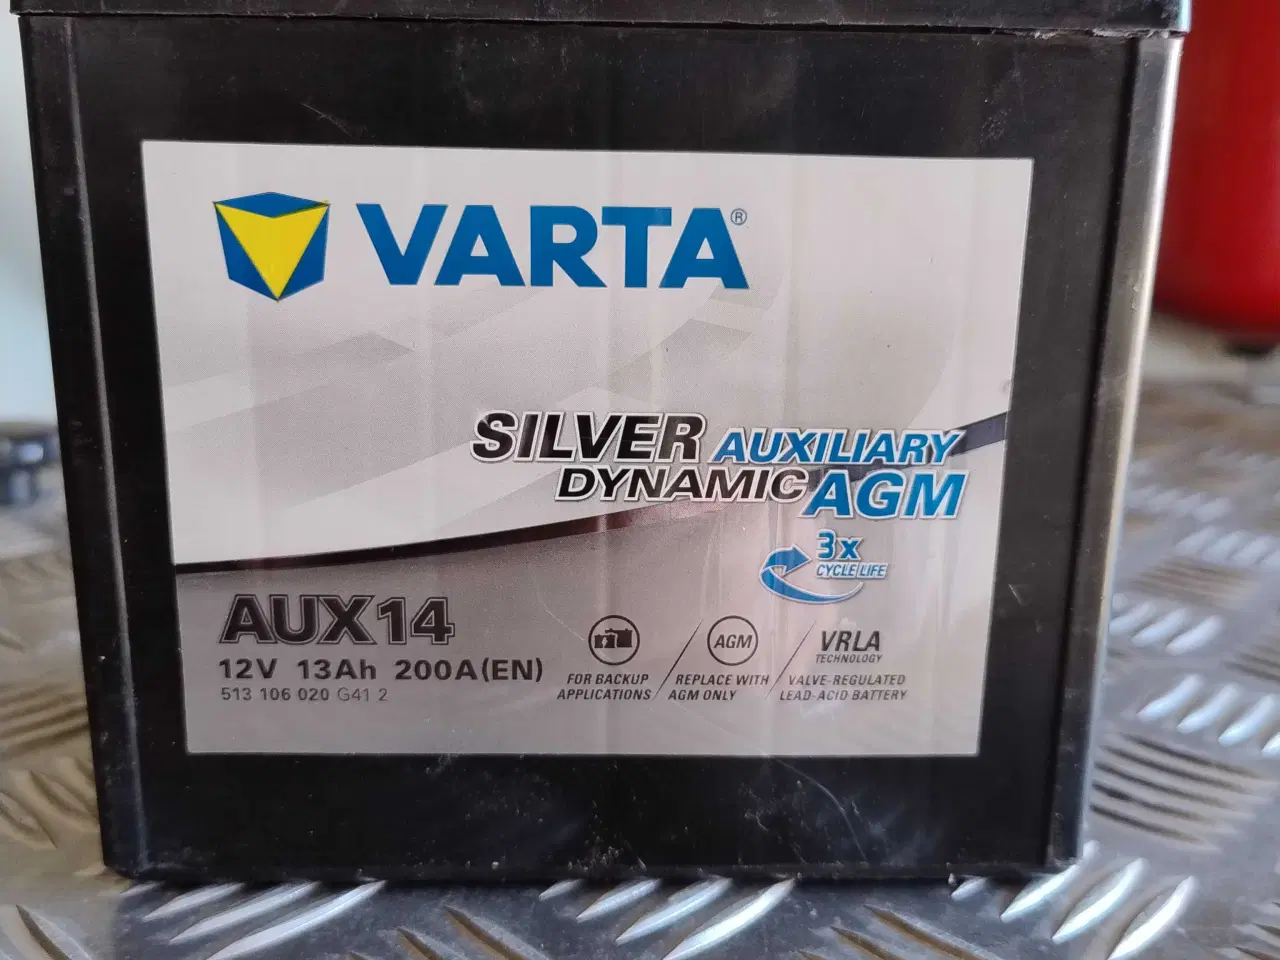 VARTA®
SILVER AUXILIARY
DYNAMIC AGM
3x
CYCLE LIFE
AUX14
12V 13Ah 200A(EN)
513 106 020 G41 2
FOR BACKUP
APPLICATIONS
AGM
REPLACE WITH
AGM ONLY
VRLA
TECHNOLOGY
VALVE-REGULATED
LEAD-ACID BATTERY